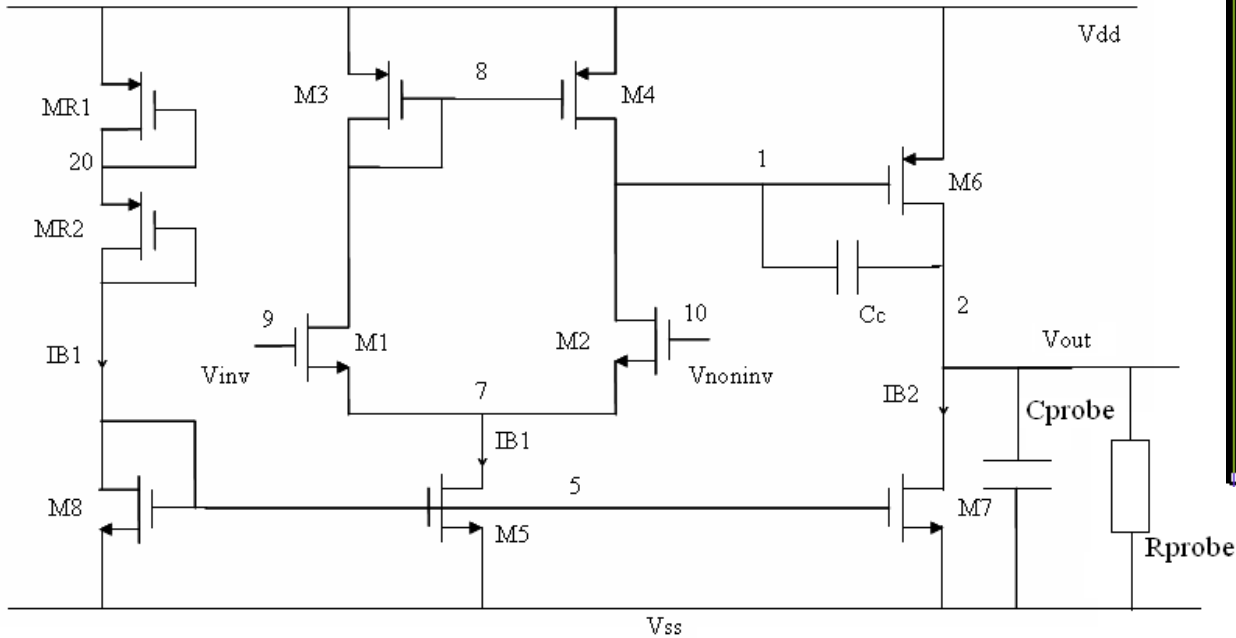 Vdd
8
M3
M4
MR1
20
1
M6
MR2
Cc
2
9
10
M1
M2
Vout
Vinv
Vnoninv
IB1
7
IB2
Cprobe
IB1
5
M8
M5
M7
Rprobe
Vss